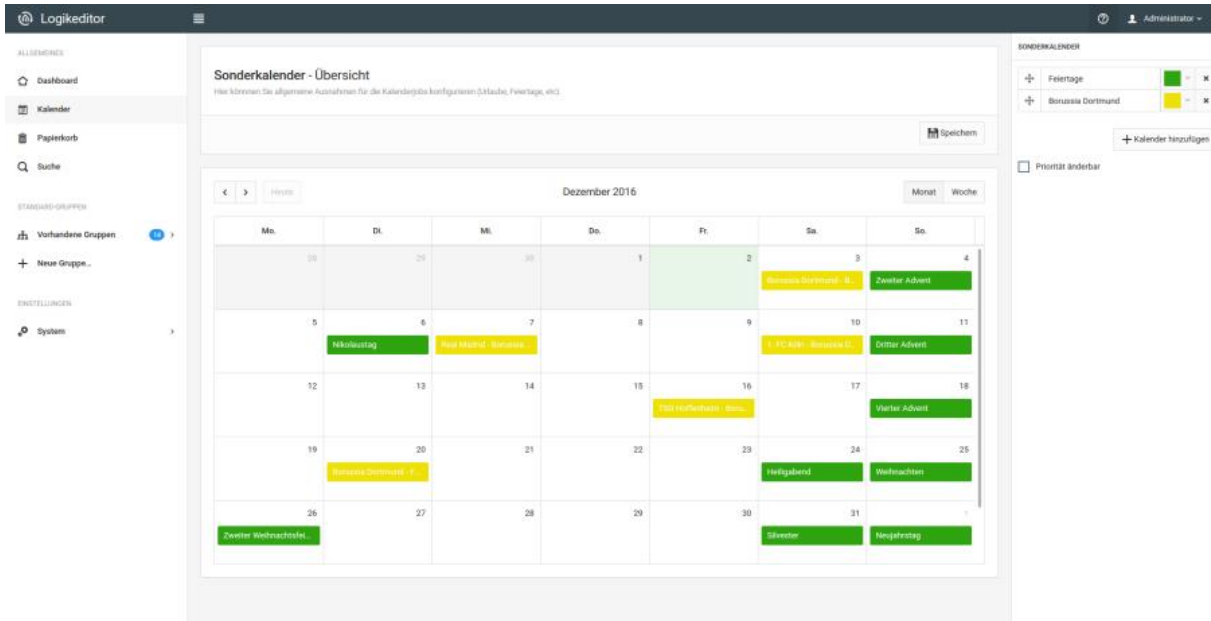 Logikeditor
Administrator
ALLGEMEINES
Dashboard
Kalender
Papierkorb
Suche
STANDARD-GRUPPEN
Vorhandene Gruppen 14
Neue Gruppe...
EINSTELLUNGEN
System
Sonderkalender - Übersicht
Hier können Sie allgemeine Ausnahmen für die Kalenderjobs konfigurieren (Urlaube, Feiertage, etc).
Speichern
Heute
Dezember 2016
Monat Woche
Mo. Di. Mi. Do. Fr. Sa. So.
28 29 30 1 2 3 4
Borussia Dortmund - B... Zweiter Advent
5 6 7 8 9 10 11
Nikolaustag Real Madrid - Borussia ... 1. FC Köln - Borussia D... Dritter Advent
12 13 14 15 16 17 18
TSG Hoffenheim - Boru... Vierter Advent
19 20 21 22 23 24 25
Borussia Dortmund - F... Heiligabend Weihnachten
26 27 28 29 30 31 1
Zweiter Weihnachtsfei... Silvester Neujahrstag
SONDERKALENDER
Feiertage
Borussia Dortmund
Kalender hinzufügen
Priorität änderbar